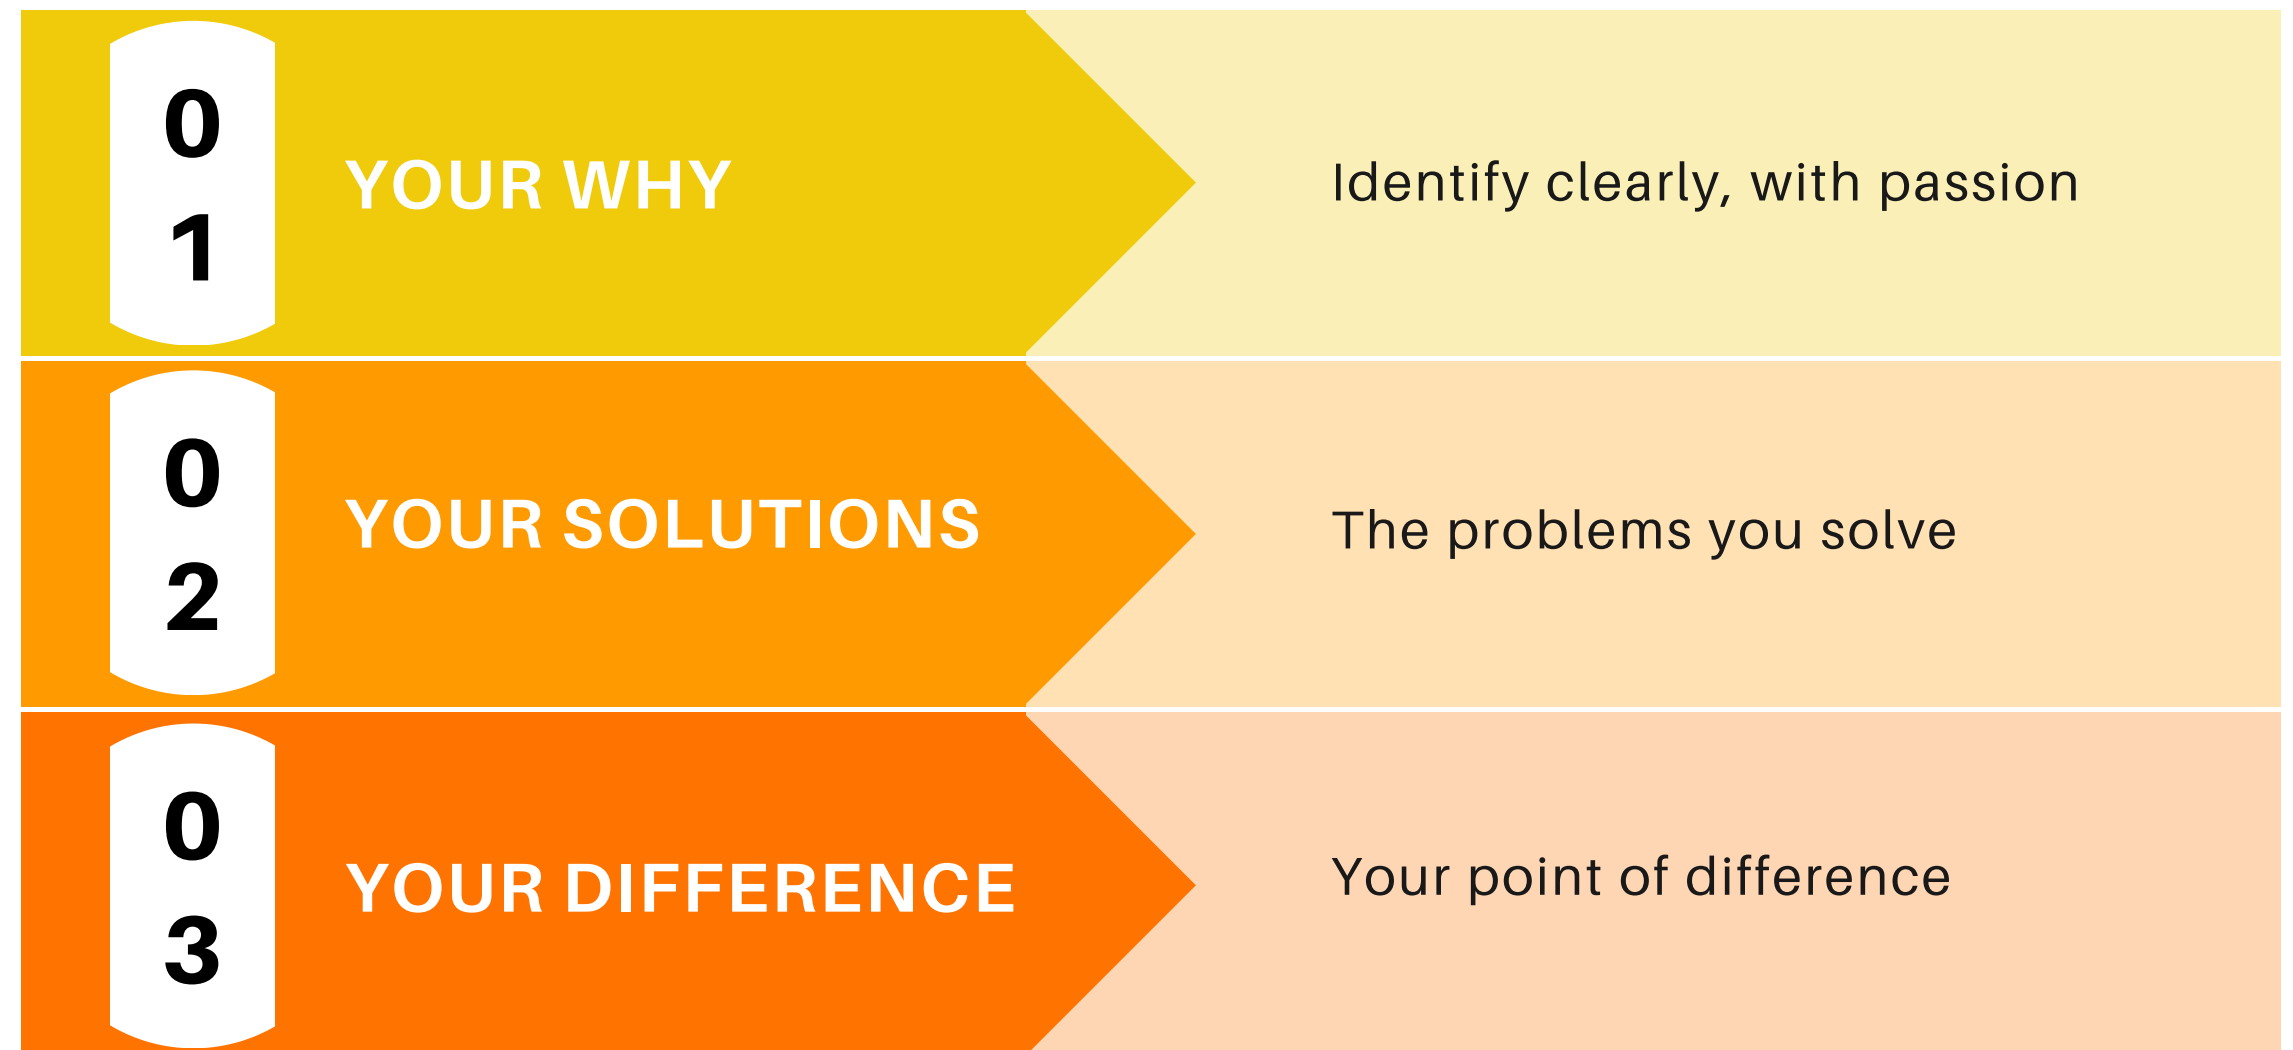 0
1
YOUR WHY
Identify clearly, with passion
0
2
YOUR SOLUTIONS
The problems you solve
0
3
YOUR DIFFERENCE
Your point of difference